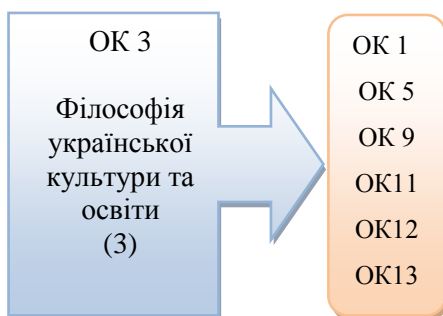 ОК 3
Філософія
української
культури та
освіти
(3)
ОК 1
ОК 5
ОК 9
ОК11
ОК12
ОК13